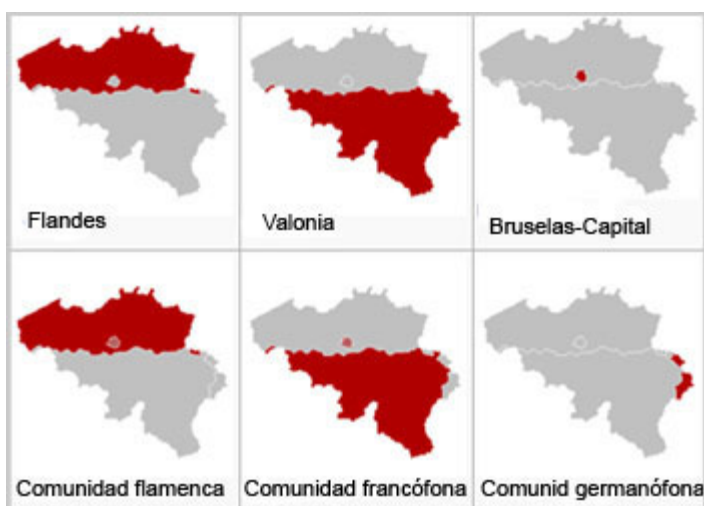 Flandes
Valonia
Bruselas-Capital
Comunidad flamenca
Comunidad francófona
Comunid germanófona